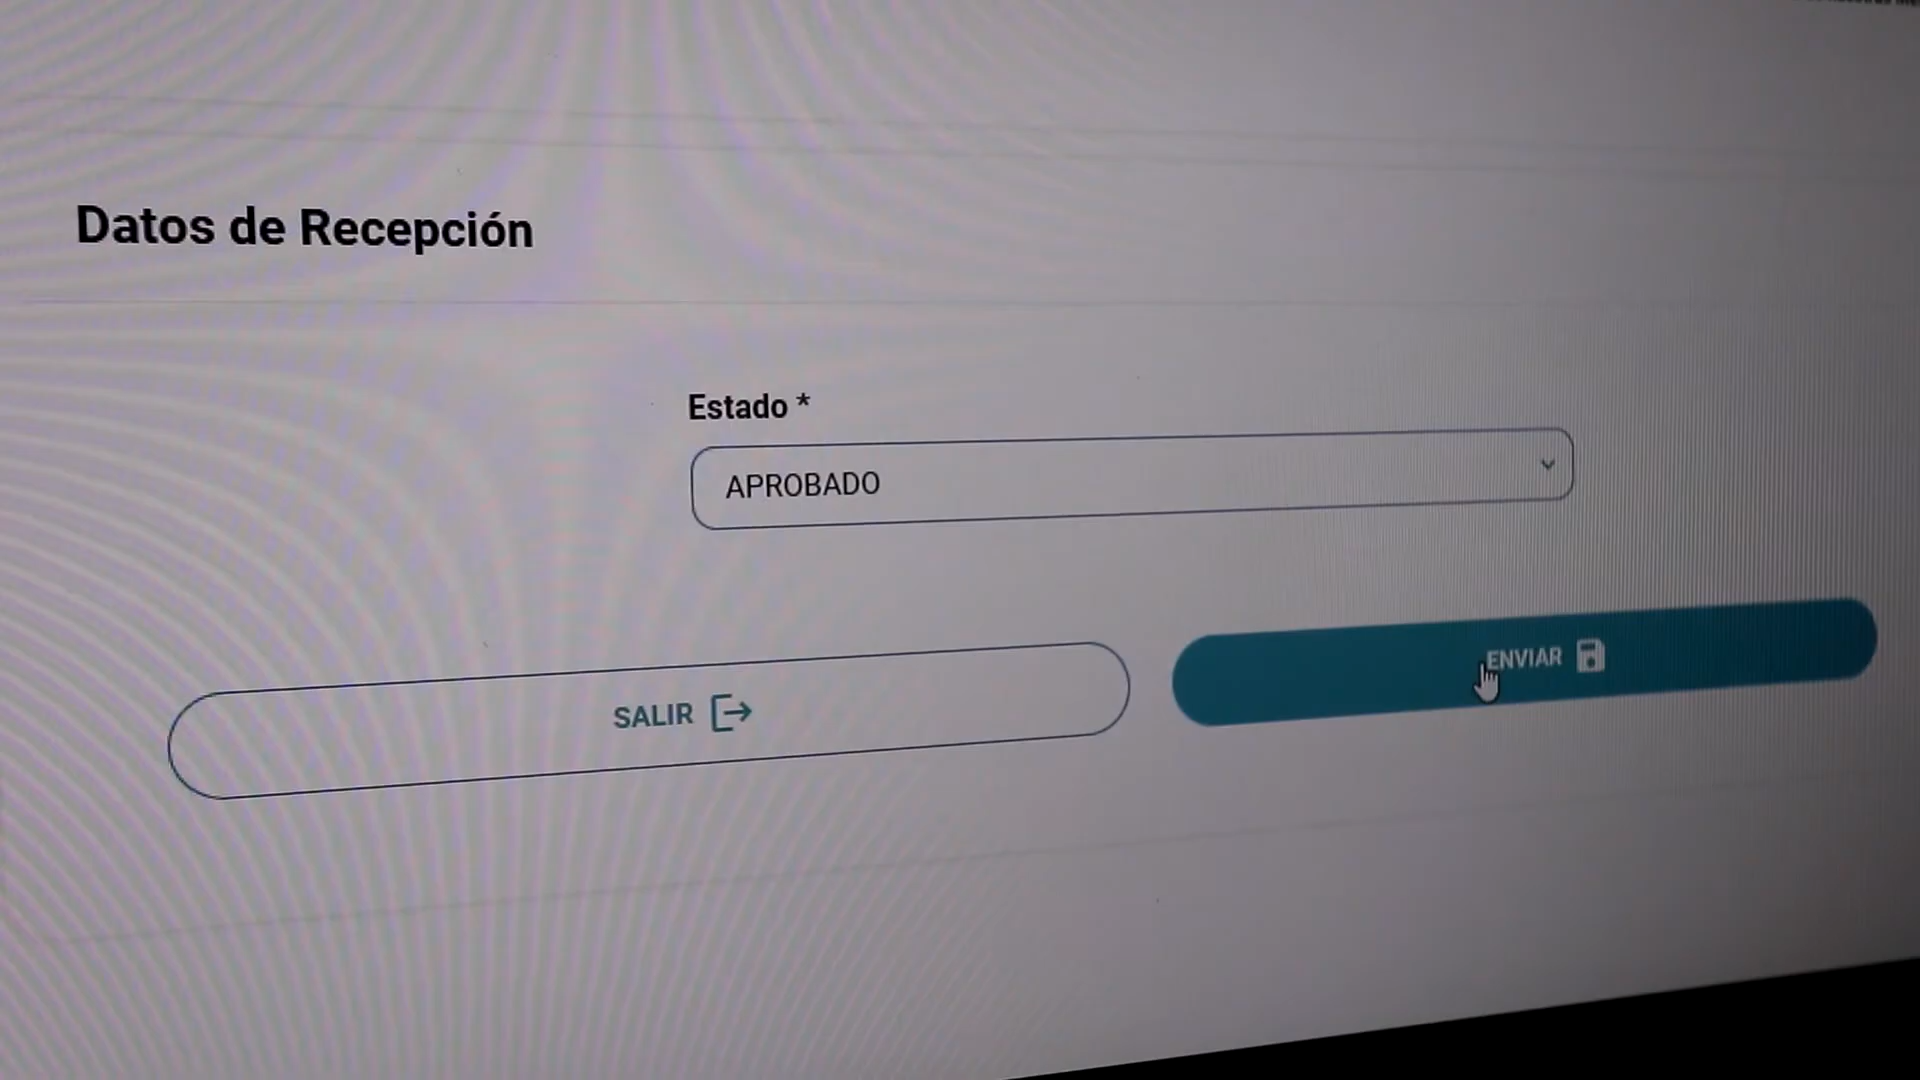 Datos de Recepción
Estado *
APROBADO
SALIR
ENVIAR